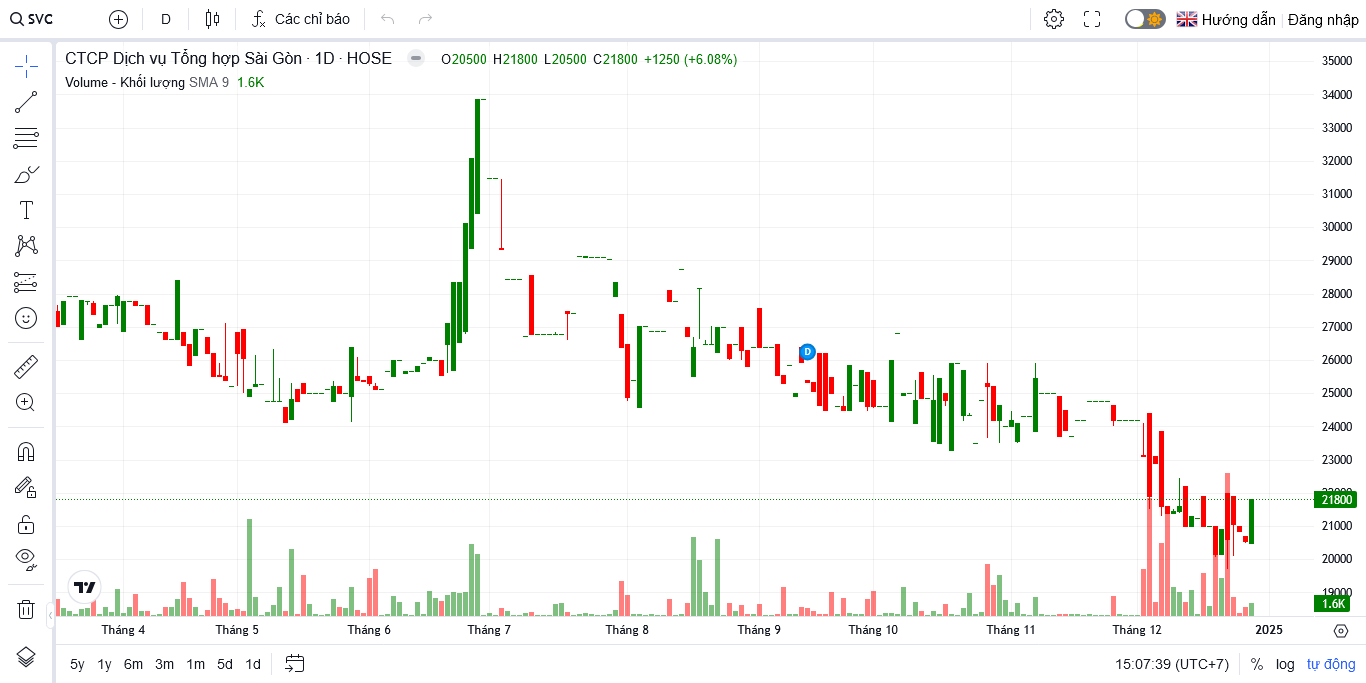 SVC D Các chỉ báo Hướng dẫn Đăng nhập
CTCP Dịch vụ Tổng hợp Sài Gòn · 1D · HOSE O20500 H21800 L20500 C21800 +1250 (+6.08%)
Volume - Khối lượng SMA 9 1.6K
35000
34000
33000
32000
31000
30000
29000
28000
27000
26000
D
25000
24000
23000
21800
21000
20000
19000
1.6K
Tháng 4 Tháng 5 Tháng 6 Tháng 7 Tháng 8 Tháng 9 Tháng 10 Tháng 11 Tháng 12 2025
5y 1y 6m 3m 1m 5d 1d 15:07:39 (UTC+7) % log tự động